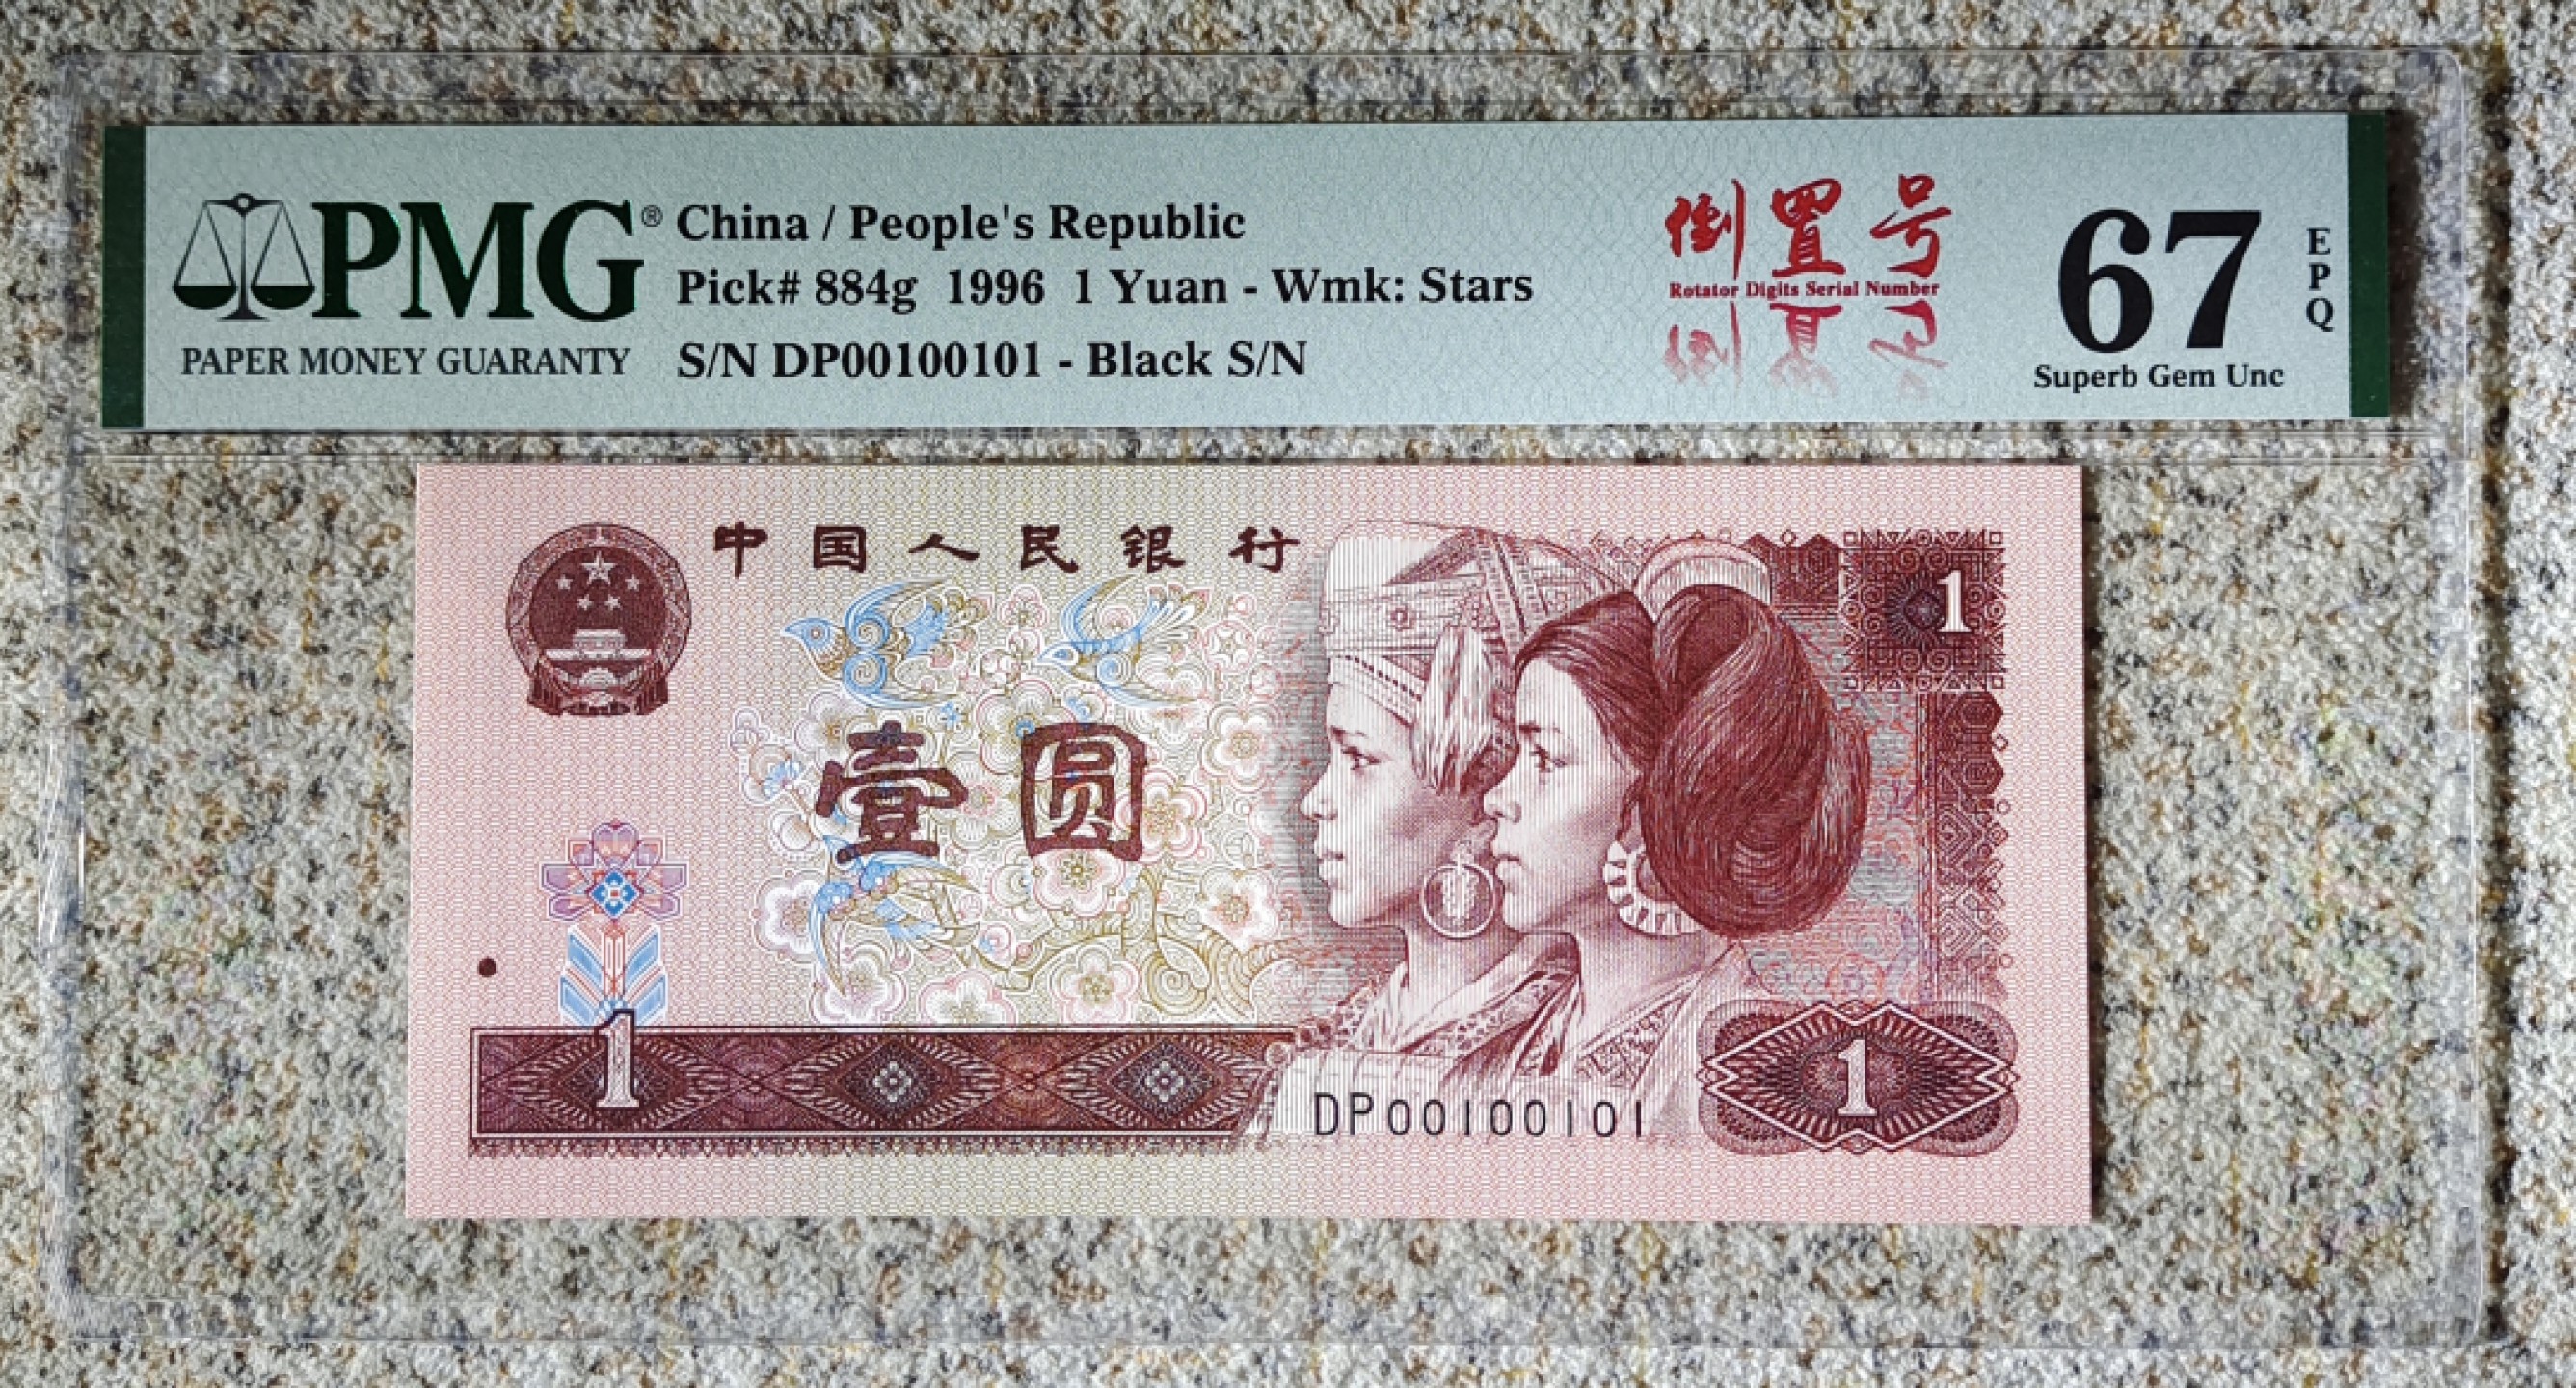 PMG®
PAPER MONEY GUARANTY
China / People's Republic
Pick# 884g 1996 1 Yuan - Wmk: Stars
S/N DP00100101 - Black S/N
倒置号
Rotator Digits Serial Number
67
EPQ
Superb Gem Unc
中国人民银行
1
壹圆
1
DP00100101
1